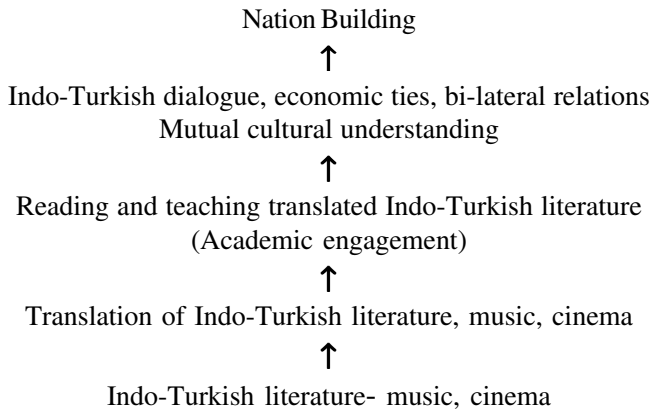 Nation Building
↑
Indo-Turkish dialogue, economic ties, bi-lateral relations
Mutual cultural understanding
↑
Reading and teaching translated Indo-Turkish literature
(Academic engagement)
↑
Translation of Indo-Turkish literature, music, cinema
↑
Indo-Turkish literature- music, cinema